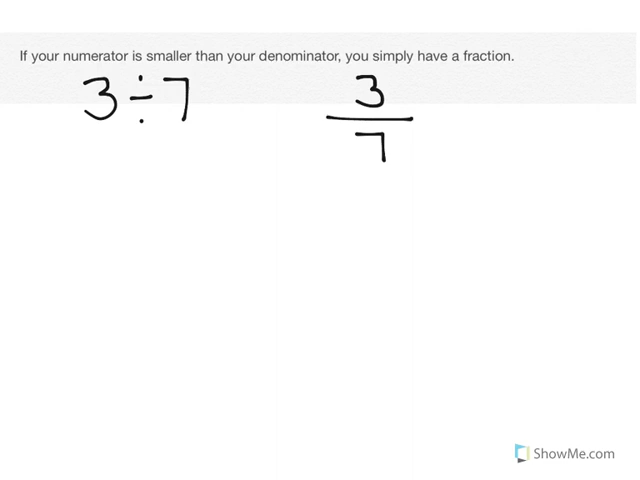 If your numerator is smaller than your denominator, you simply have a fraction.
3 ÷ 7
3
7
ShowMe.com